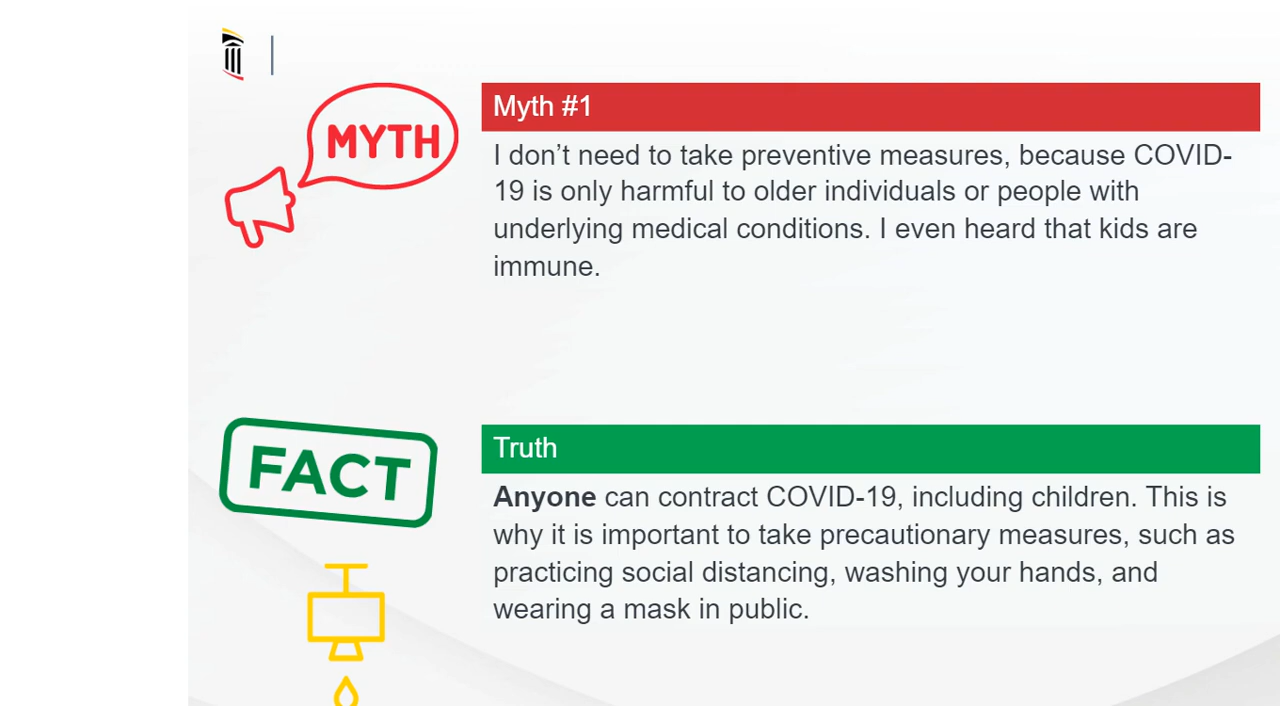 MYTH
Myth #1
I don’t need to take preventive measures, because COVID-
19 is only harmful to older individuals or people with
underlying medical conditions. I even heard that kids are
immune.
FACT
Truth
Anyone can contract COVID-19, including children. This is
why it is important to take precautionary measures, such as
practicing social distancing, washing your hands, and
wearing a mask in public.